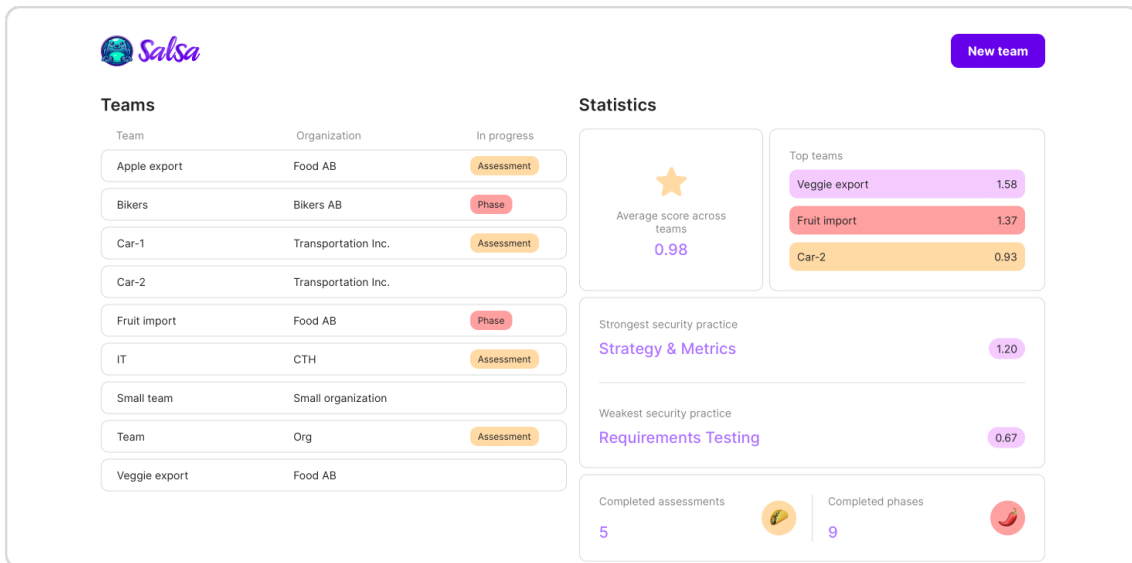 Salsa
New team
Teams
Team Organization In progress
Apple export Food AB Assessment
Bikers Bikers AB Phase
Car-1 Transportation Inc. Assessment
Car-2 Transportation Inc.
Fruit import Food AB Phase
IT CTH Assessment
Small team Small organization
Team Org Assessment
Veggie export Food AB
Statistics
Average score across
teams
0.98
Top teams
Veggie export 1.58
Fruit import 1.37
Car-2 0.93
Strongest security practice
Strategy & Metrics 1.20
Weakest security practice
Requirements Testing 0.67
Completed assessments
5
Completed phases
9